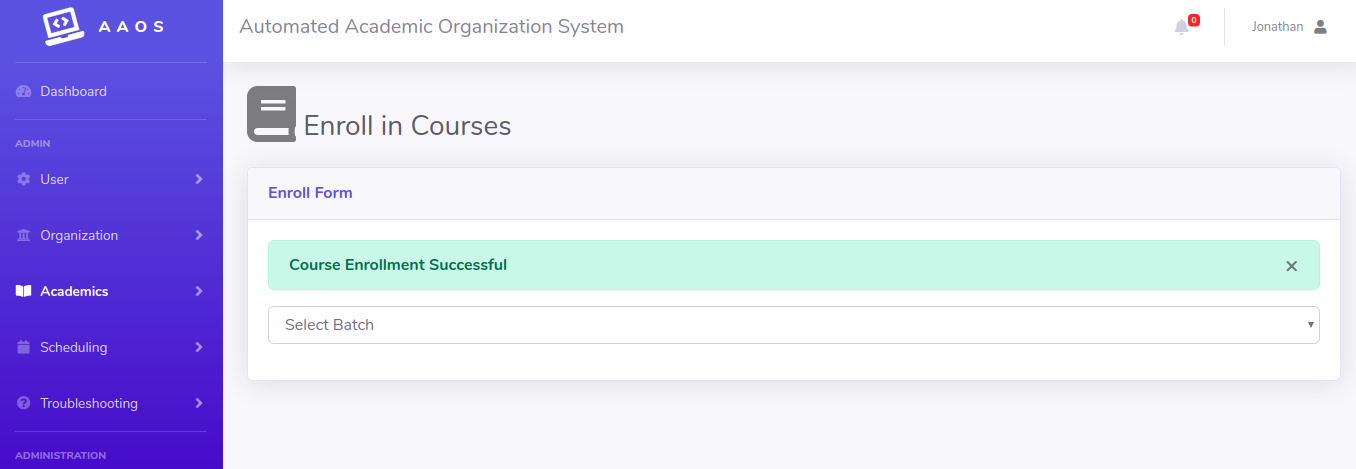 AAOS
Automated Academic Organization System
0
Jonathan
Dashboard
ADMIN
User
Organization
Academics
Scheduling
Troubleshooting
ADMINISTRATION
Enroll in Courses
Enroll Form
Course Enrollment Successful
×
Select Batch